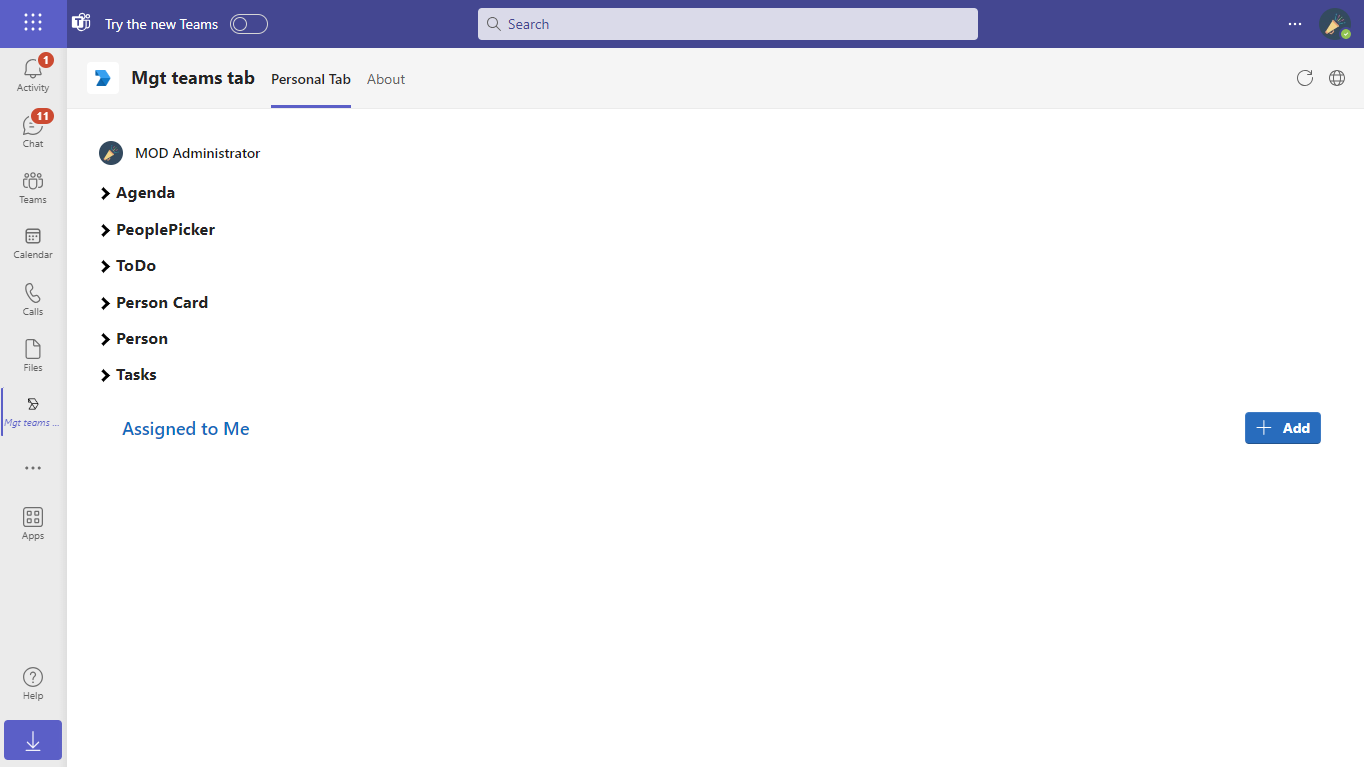 Try the new Teams
Search
1
Activity
11
Chat
Teams
Calendar
Calls
Files
Mgt teams ...
Apps
Help
Mgt teams tab
Personal Tab
About
MOD Administrator
Agenda
PeoplePicker
ToDo
Person Card
Person
Tasks
Assigned to Me
Add